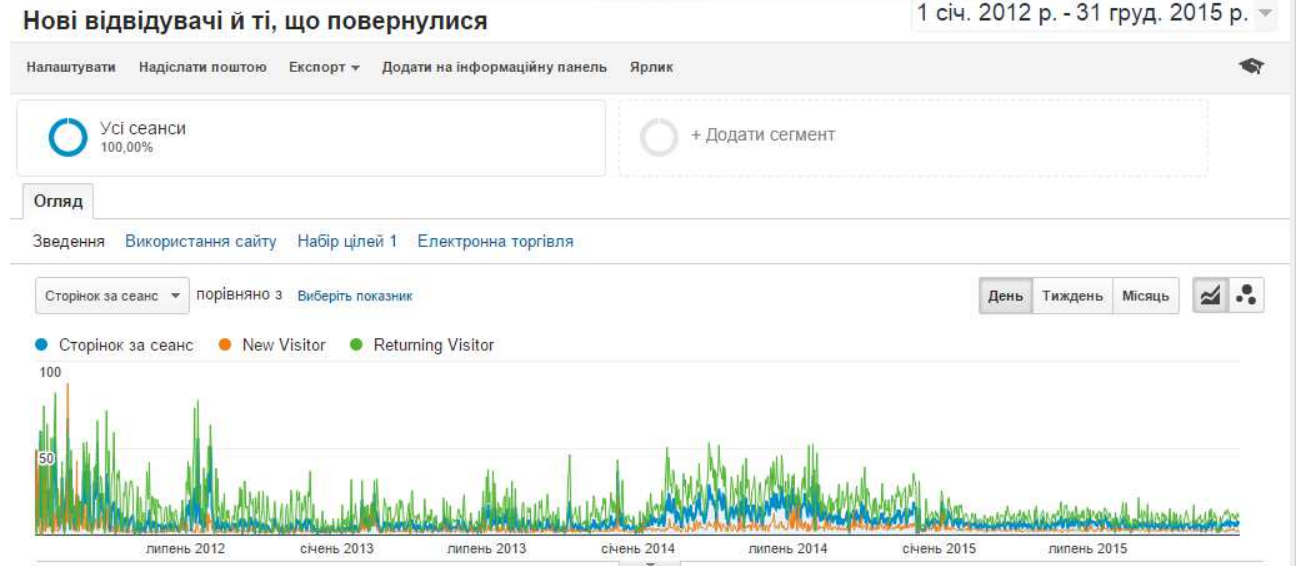 Нові відвідувачі й ті, що повернулися
1 січ. 2012 р. - 31 груд. 2015 р.
Налаштувати Надіслати поштою Експорт Додати на інформаційну панель Ярлик
Усі сеанси
100,00%
+ Додати сегмент
Огляд
Зведення Використання сайту Набір цілей 1 Електронна торгівля
Сторінок за сеанс порівняно з Виберіть показник
День Тиждень Місяць
Сторінок за сеанс New Visitor Returning Visitor
100
50
липень 2012 січень 2013 липень 2013 січень 2014 липень 2014 січень 2015 липень 2015